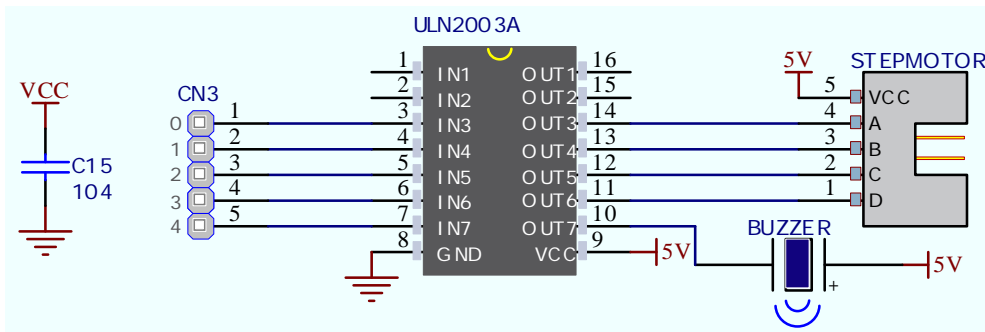 ULN2003A
VCC
C15
104
CN3
0 1
1 2
2 3
3 4
4 5
1 IN1 OUT1 16
2 IN2 OUT2 15
3 IN3 OUT3 14
4 IN4 OUT4 13
5 IN5 OUT5 12
6 IN6 OUT6 11
7 IN7 OUT7 10
8 GND VCC 9
5V
5V
STEPMOTOR
5 VCC
4 A
3 B
2 C
1 D
BUZZER
+
5V